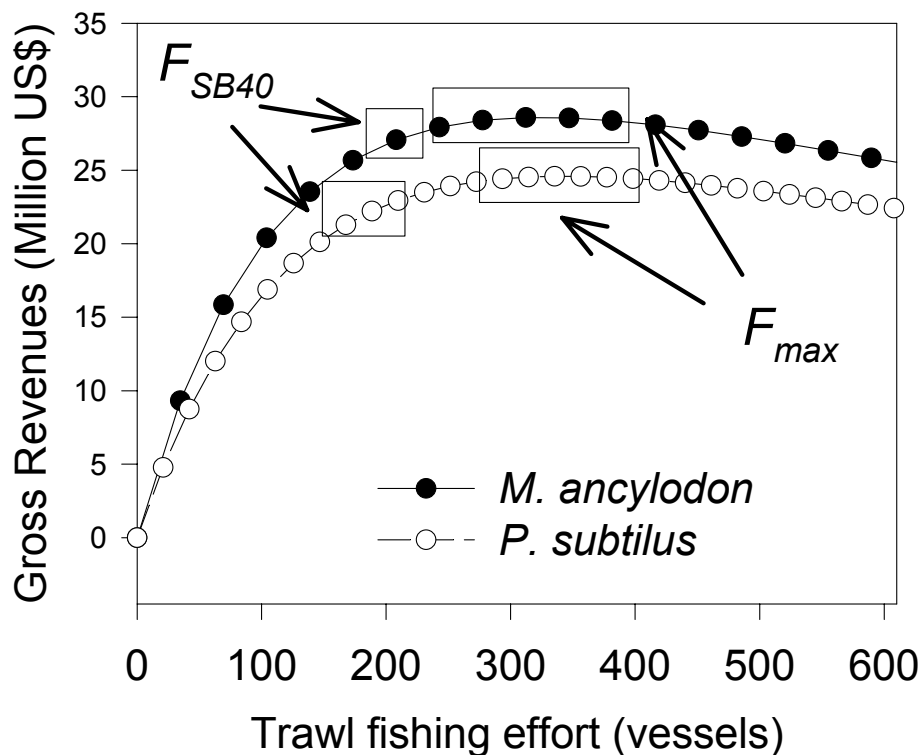 35
30
25
20
15
10
5
0
Gross Revenues (Million US$)
F_SB40
F_max
M. ancylodon
P. subtilus
0 100 200 300 400 500 600
Trawl fishing effort (vessels)